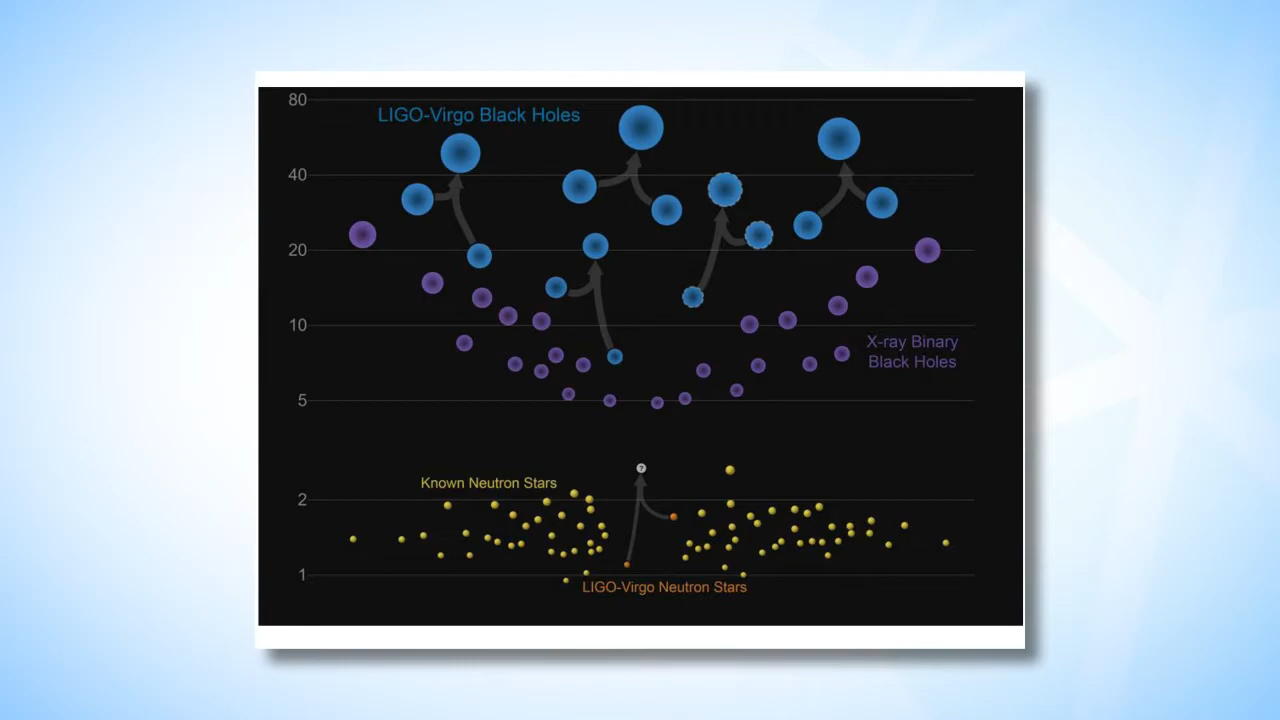 80
LIGO-Virgo Black Holes
40
20
10
X-ray Binary
Black Holes
5
?
Known Neutron Stars
2
1
LIGO-Virgo Neutron Stars